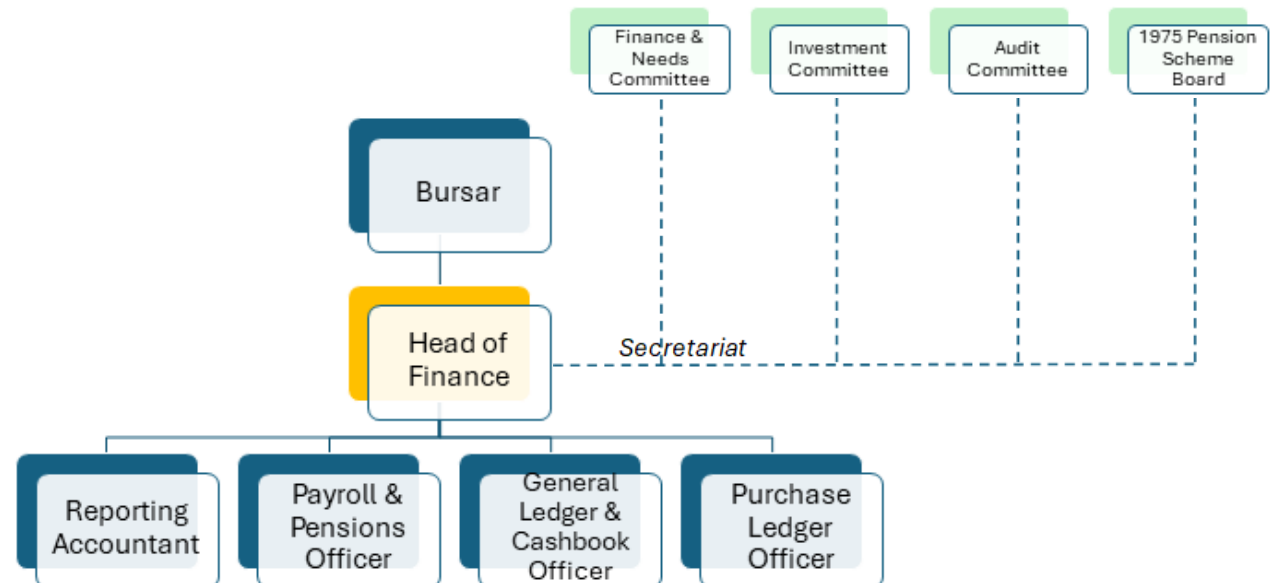 Finance &
Needs
Committee
Investment
Committee
Audit
Committee
1975 Pension
Scheme
Board
Bursar
Head of
Finance
Secretariat
Reporting
Accountant
Payroll &
Pensions
Officer
General
Ledger &
Cashbook
Officer
Purchase
Ledger
Officer